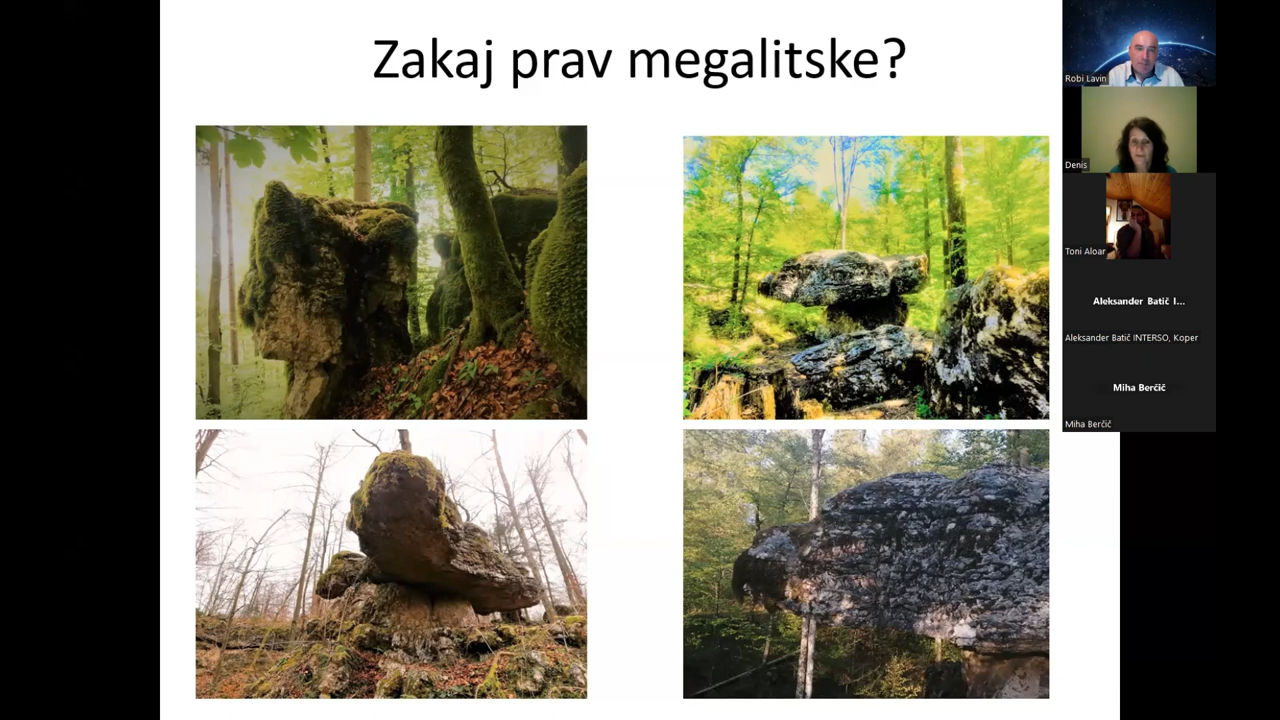 Zakaj prav megalitske?
Robi Lavin
Denis
Toni Aloar
Aleksander Batič I...
Aleksander Batič INTERSO, Koper
Miha Berčič
Miha Berčič